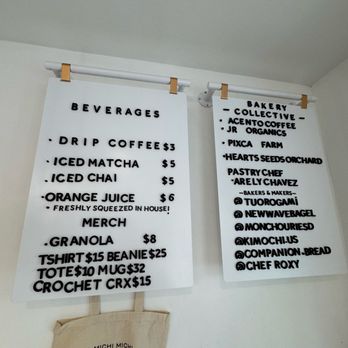 BEVERAGES
· DRIP COFFEE $3
· ICED MATCHA $5
· ICED CHAI $5
· ORANGE JUICE $6
· FRESHLY SQUEEZED IN HOUSE!
MERCH
· GRANOLA $8
TSHIRT $15 BEANIE $25
TOTE $10 MUG $32
CROCHET CRX $15
BAKERY
— COLLECTIVE —
· ACENTO COFFEE
· JR ORGANICS
· PIXCA FARM
· HEARTS SEEDS ORCHARD
PASTRY CHEF
· ARELY CHAVEZ
— BAKERS & MAKERS —
@TUOROGAMI
@NEWWAVEBAGEL
@MONCHOURIESD
@KIMOCHI.US
@COMPANION.BREAD
@CHEF ROXY
MICHI MICHI